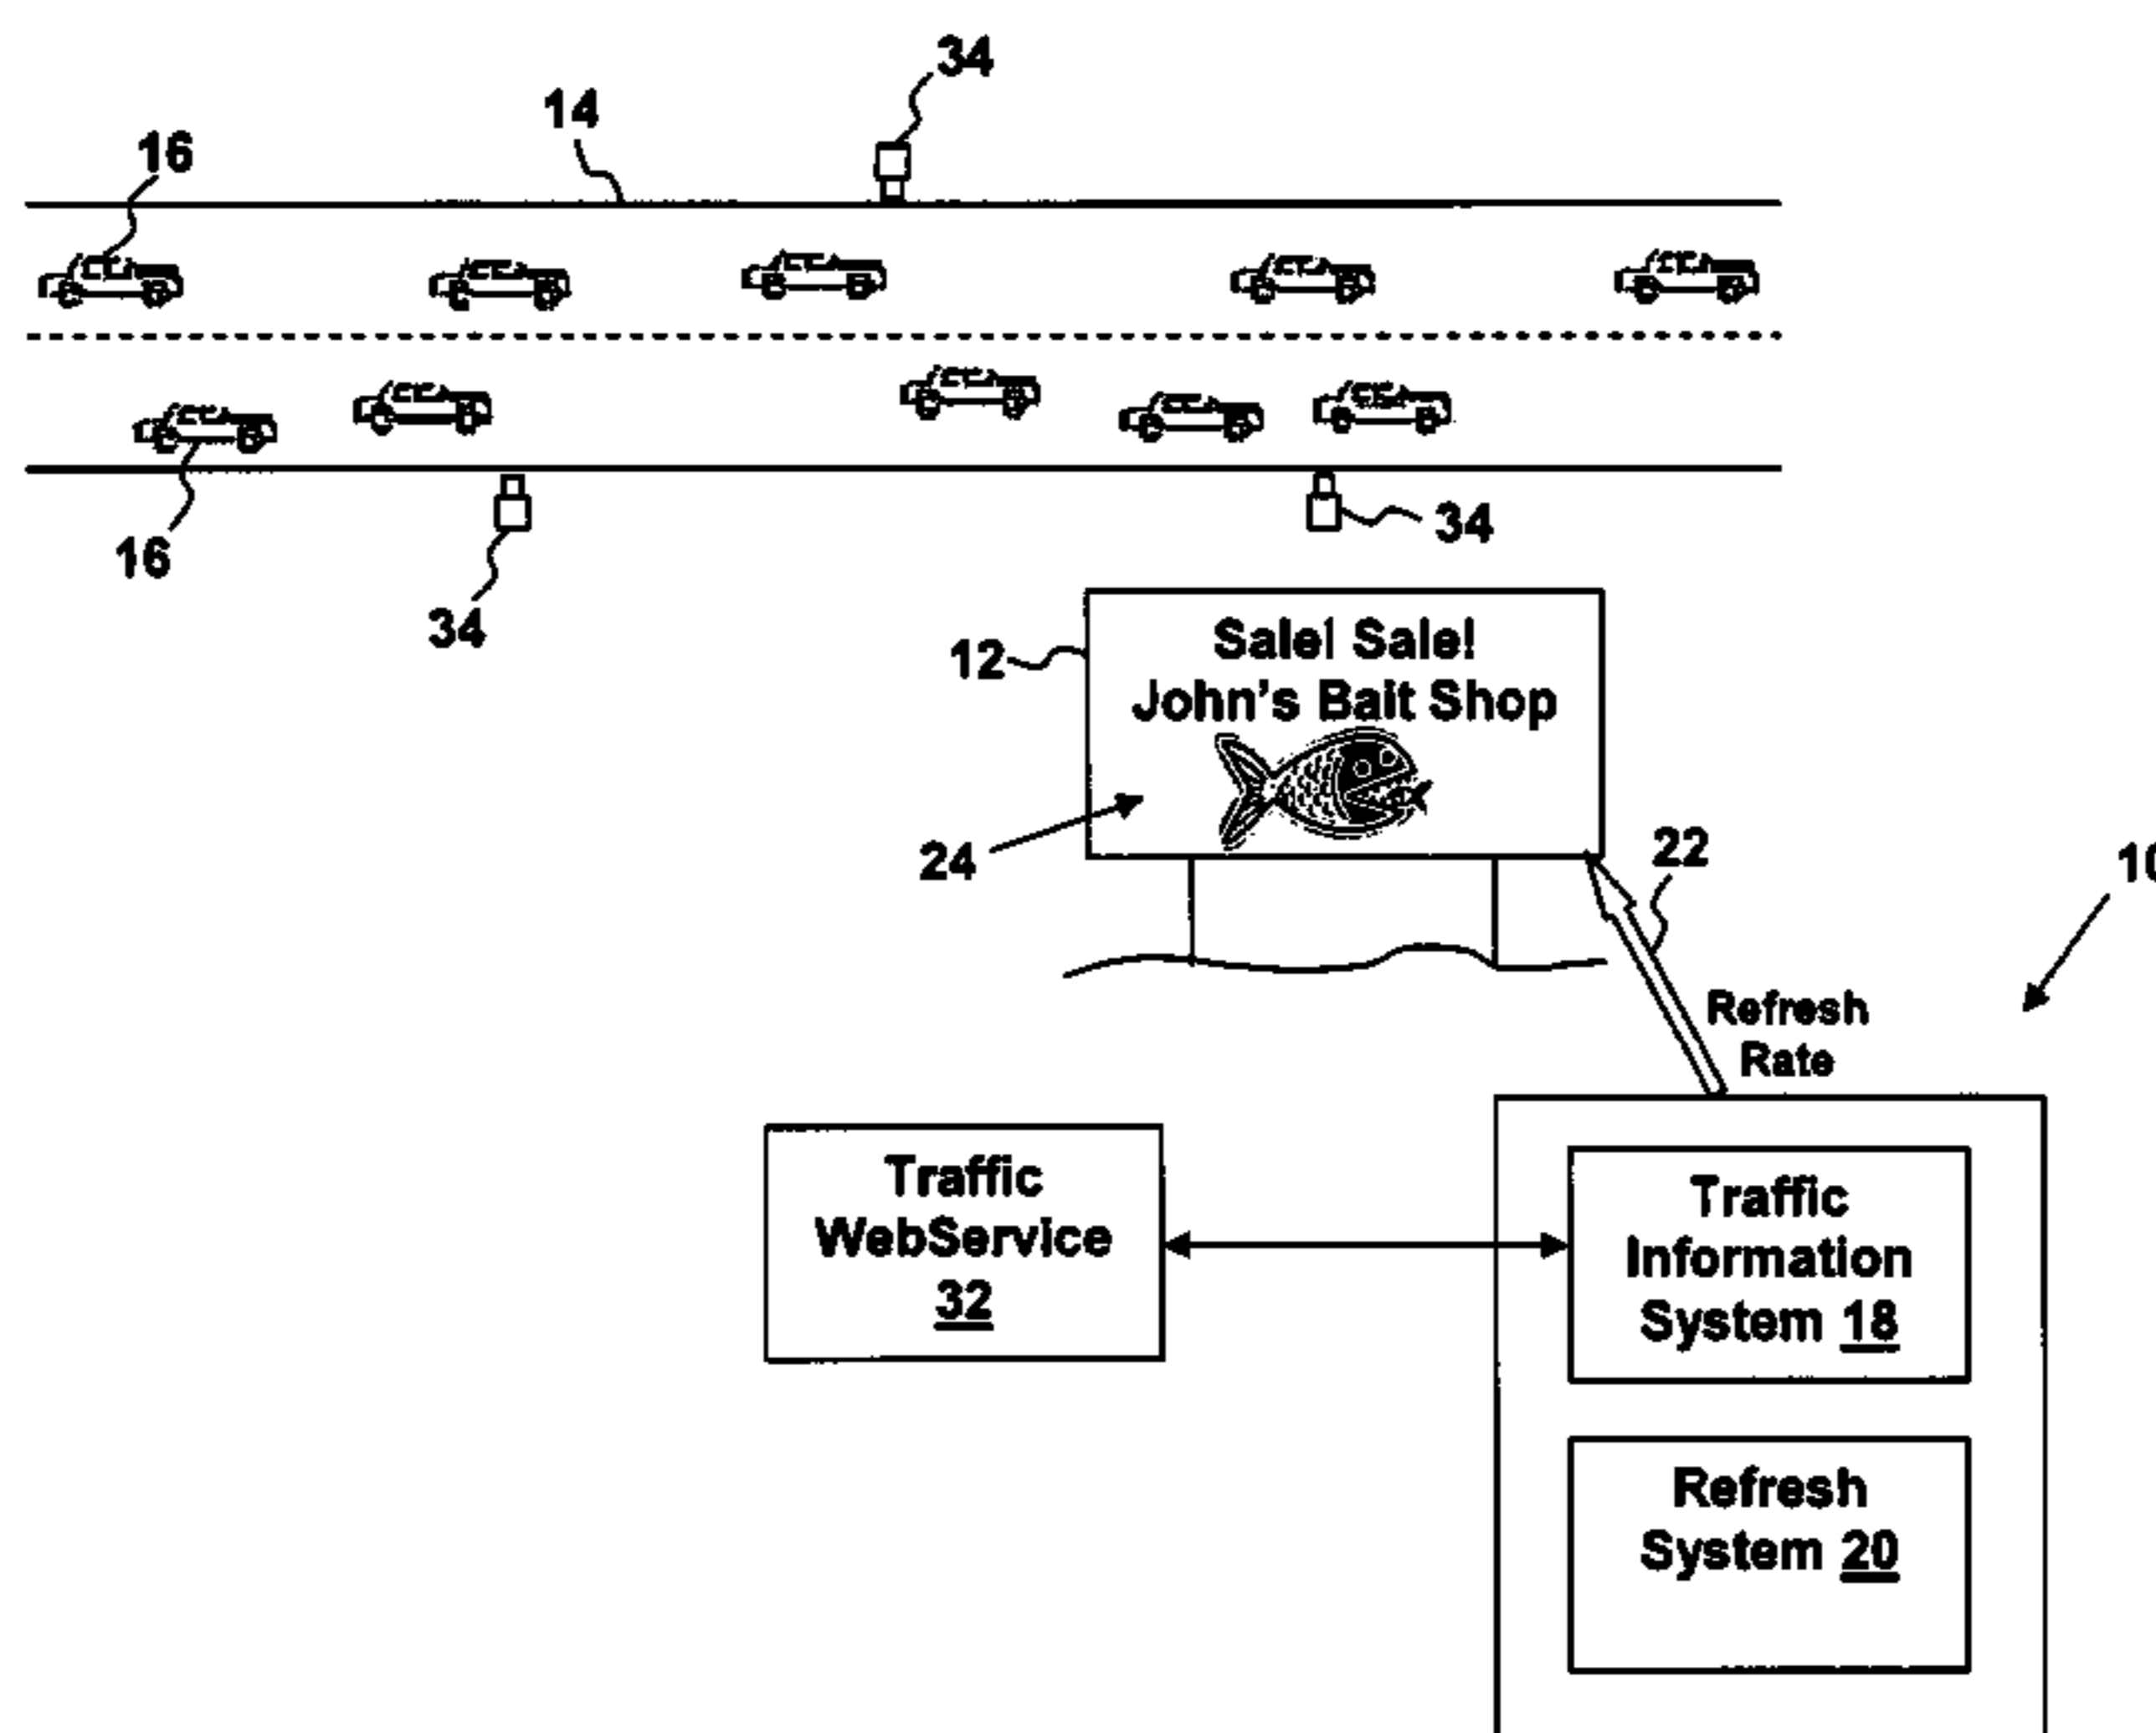 34
14
16
34
16
34
Sale! Sale!
12
John's Bait Shop
22
24
10
Refresh
Rate
Traffic
WebService
32
Traffic
Information
System 18
Refresh
System 20